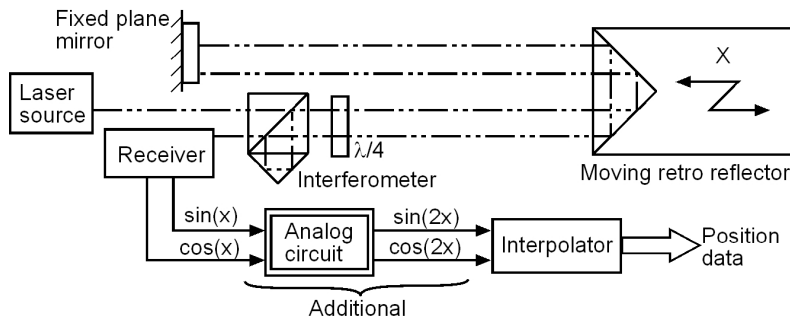 Fixed plane
mirror
X
Laser
source
λ/4
Receiver
Interferometer
Moving retro reflector
sin(x)
cos(x)
Analog
circuit
sin(2x)
cos(2x)
Interpolator
Position
data
Additional